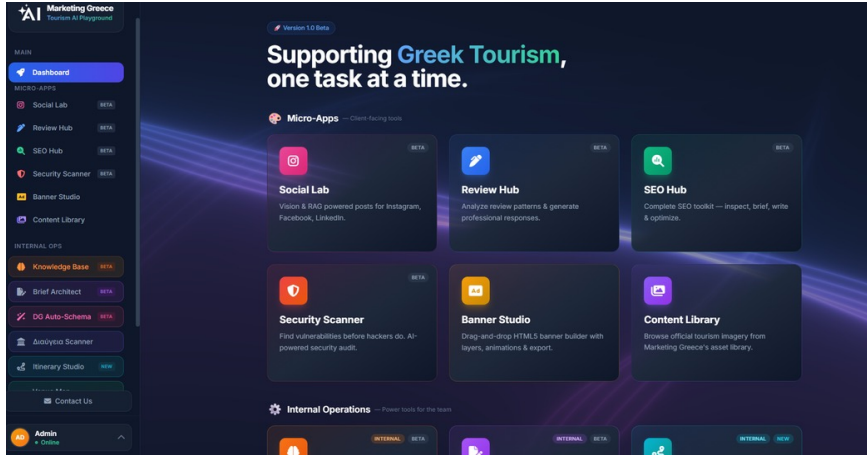 AI
Marketing Greece
Tourism AI Playground
MAIN
Dashboard
MICRO-APPS
Social Lab BETA
Review Hub BETA
SEO Hub BETA
Security Scanner BETA
Banner Studio
Content Library
INTERNAL OPS
Knowledge Base BETA
Brief Architect BETA
DG Auto-Schema BETA
Διαύγεια Scanner
Itinerary Studio NEW
Contact Us
AD
Admin
Online
Version 1.0 Beta
Supporting Greek Tourism,
one task at a time.
Micro-Apps — Client-facing tools
BETA
Social Lab
Vision & RAG powered posts for Instagram,
Facebook, LinkedIn.
BETA
Review Hub
Analyze review patterns & generate
professional responses.
BETA
SEO Hub
Complete SEO toolkit — inspect, brief, write
& optimize.
BETA
Security Scanner
Find vulnerabilities before hackers do. AI-
powered security audit.
Ad
Banner Studio
Drag-and-drop HTML5 banner builder with
layers, animations & export.
Content Library
Browse official tourism imagery from
Marketing Greece's asset library.
Internal Operations — Power tools for the team
INTERNAL BETA
INTERNAL BETA
INTERNAL NEW